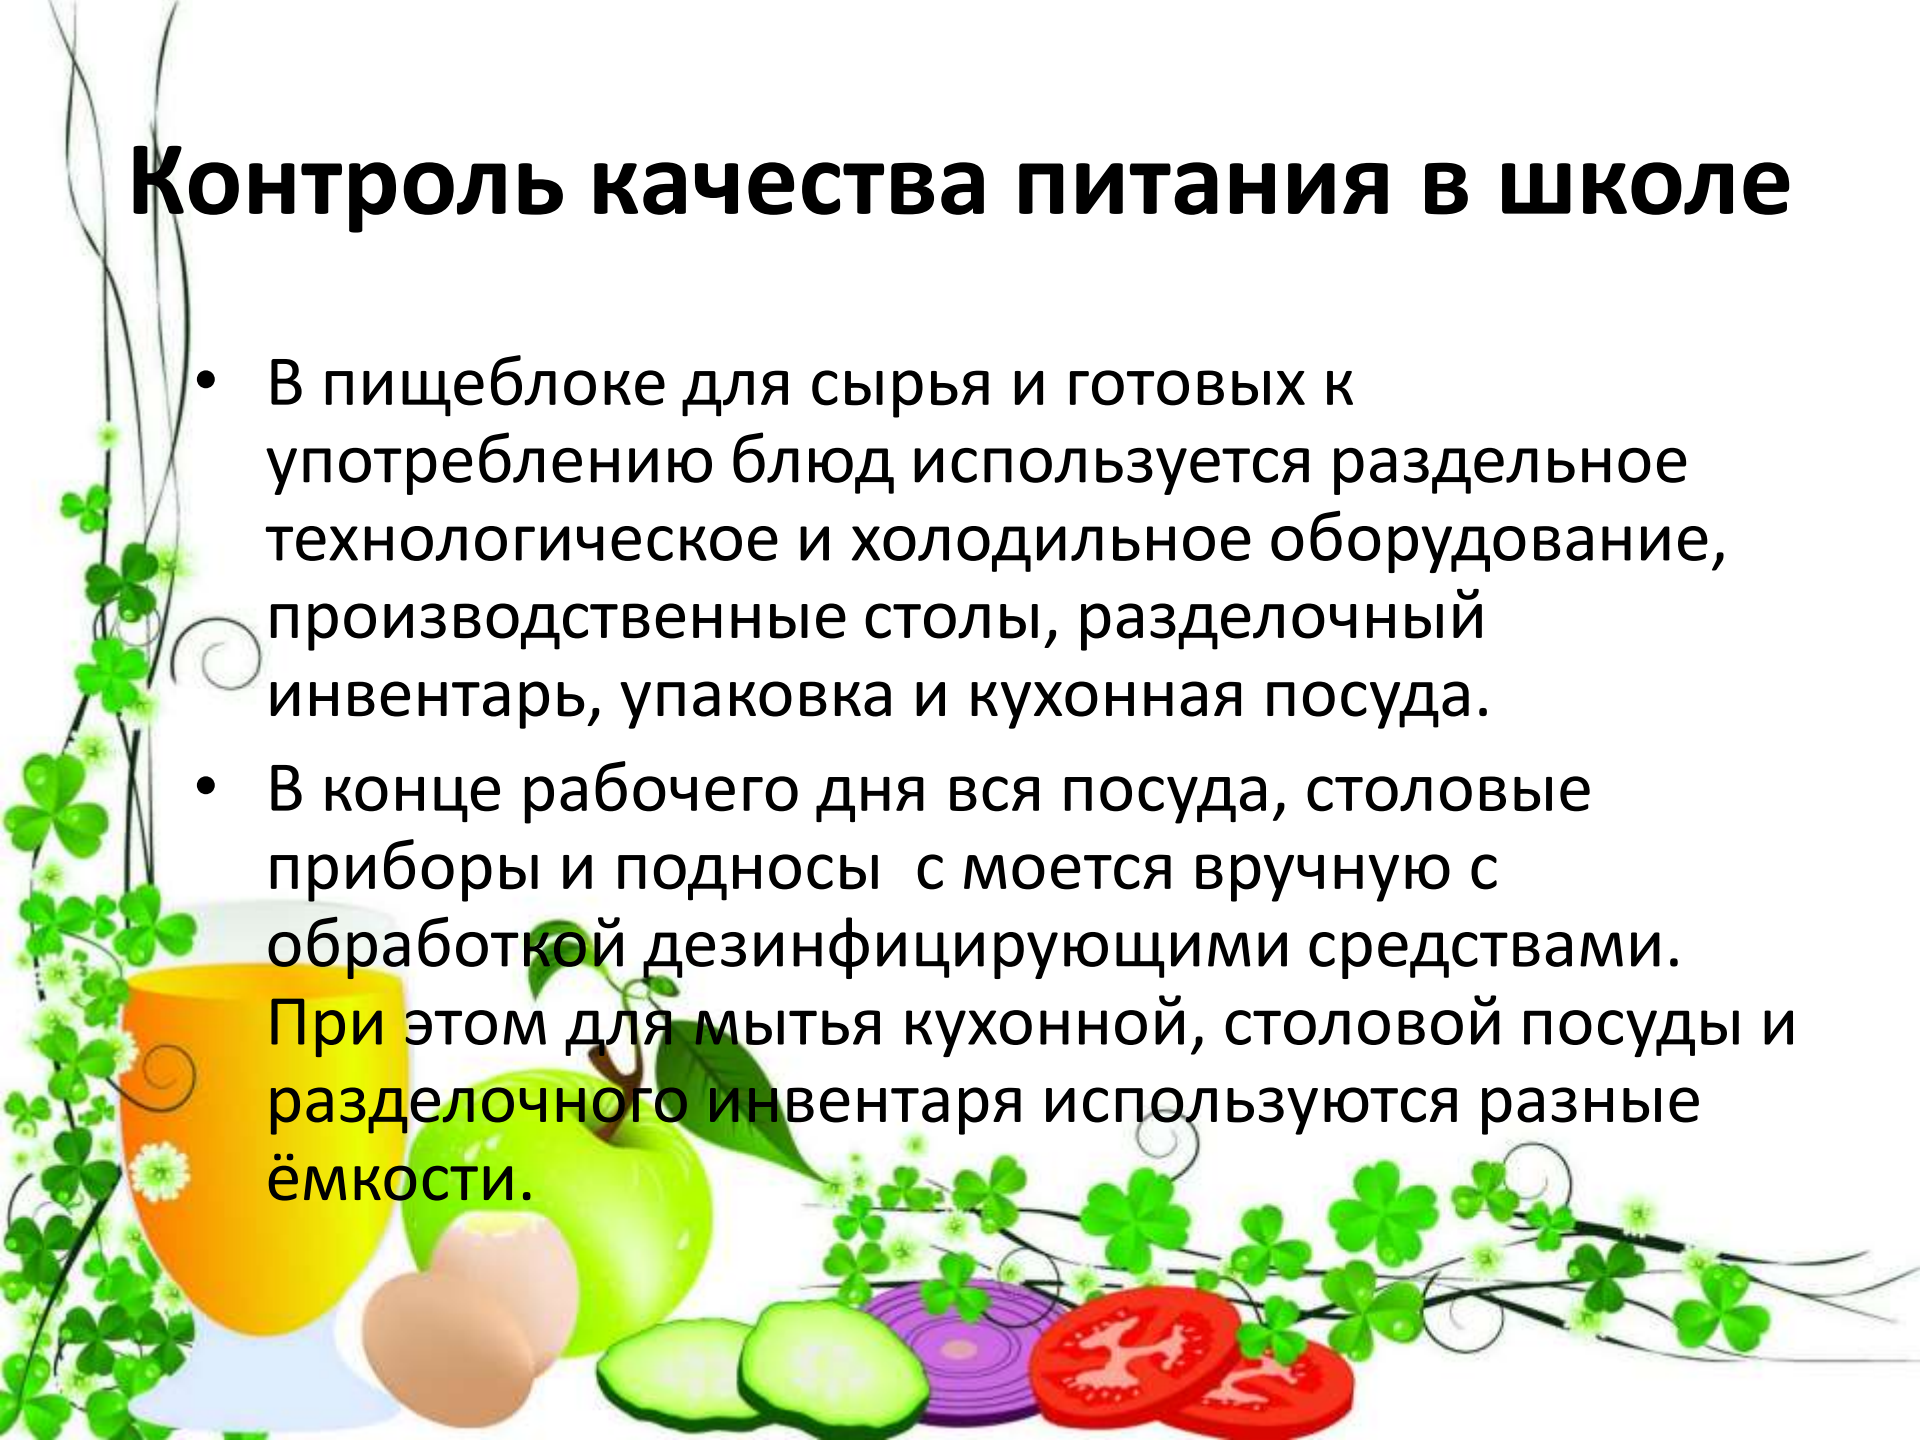 Контроль качества питания в школе
• В пищеблоке для сырья и готовых к
употреблению блюд используется раздельное
технологическое и холодильное оборудование,
производственные столы, разделочный
инвентарь, упаковка и кухонная посуда.
• В конце рабочего дня вся посуда, столовые
приборы и подносы с моется вручную с
обработкой дезинфицирующими средствами.
При этом для мытья кухонной, столовой посуды и
разделочного инвентаря используются разные
ёмкости.